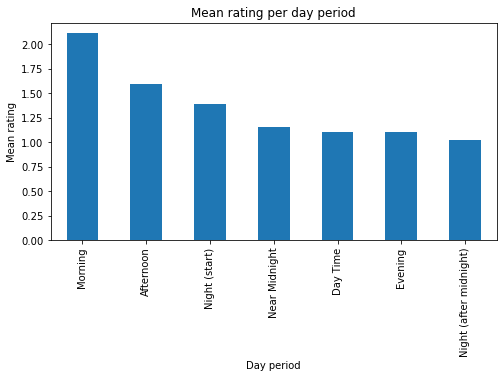 Mean rating per day period
Mean rating
2.00
1.75
1.50
1.25
1.00
0.75
0.50
0.25
0.00
Morning
Afternoon
Night (start)
Near Midnight
Day Time
Evening
Night (after midnight)
Day period